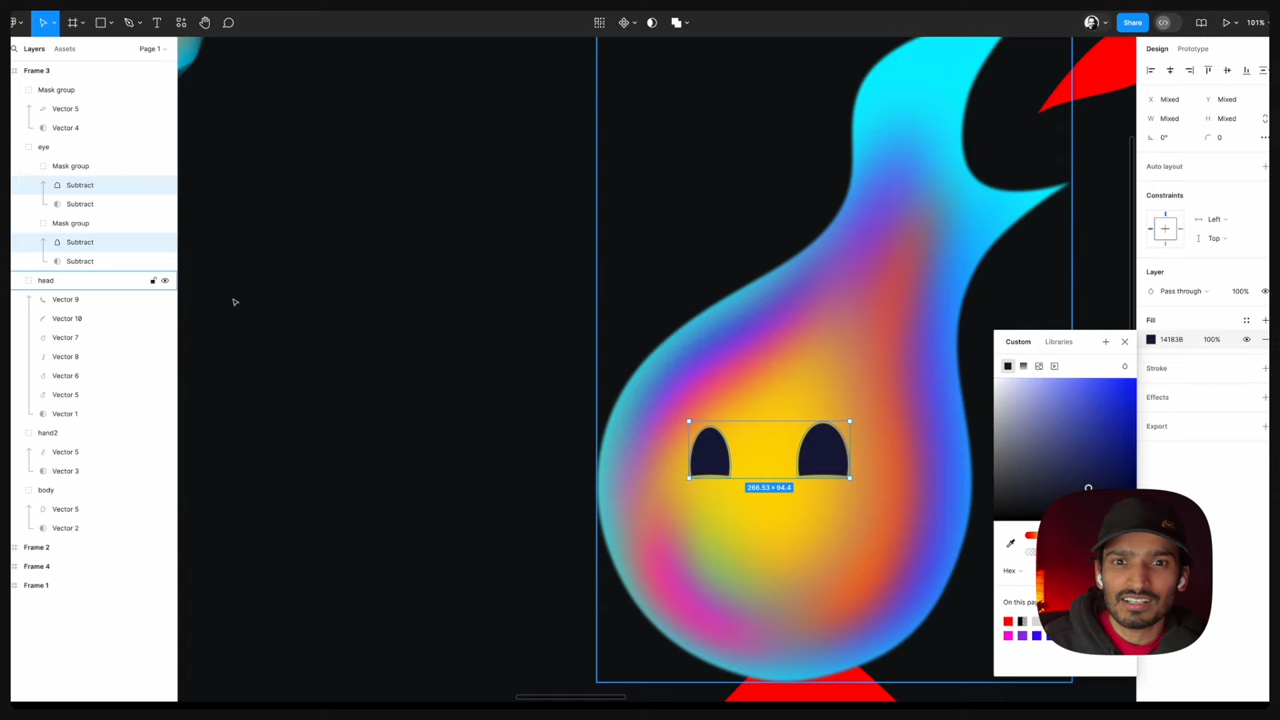 Share
101%
Layers
Assets
Page 1
Frame 3
Mask group
Vector 5
Vector 4
eye
Mask group
Subtract
Subtract
Mask group
Subtract
Subtract
head
Vector 9
Vector 10
Vector 7
Vector 8
Vector 6
Vector 5
Vector 1
hand2
Vector 5
Vector 3
body
Vector 5
Vector 2
Frame 2
Frame 4
Frame 1
266.53 × 94.4
Custom
Libraries
Hex
On this pag
Design
Prototype
X Mixed Y Mixed
W Mixed H Mixed
0° 0
Auto layout
Constraints
Left
Top
Layer
Pass through 100%
Fill
14183B 100%
Stroke
Effects
Export